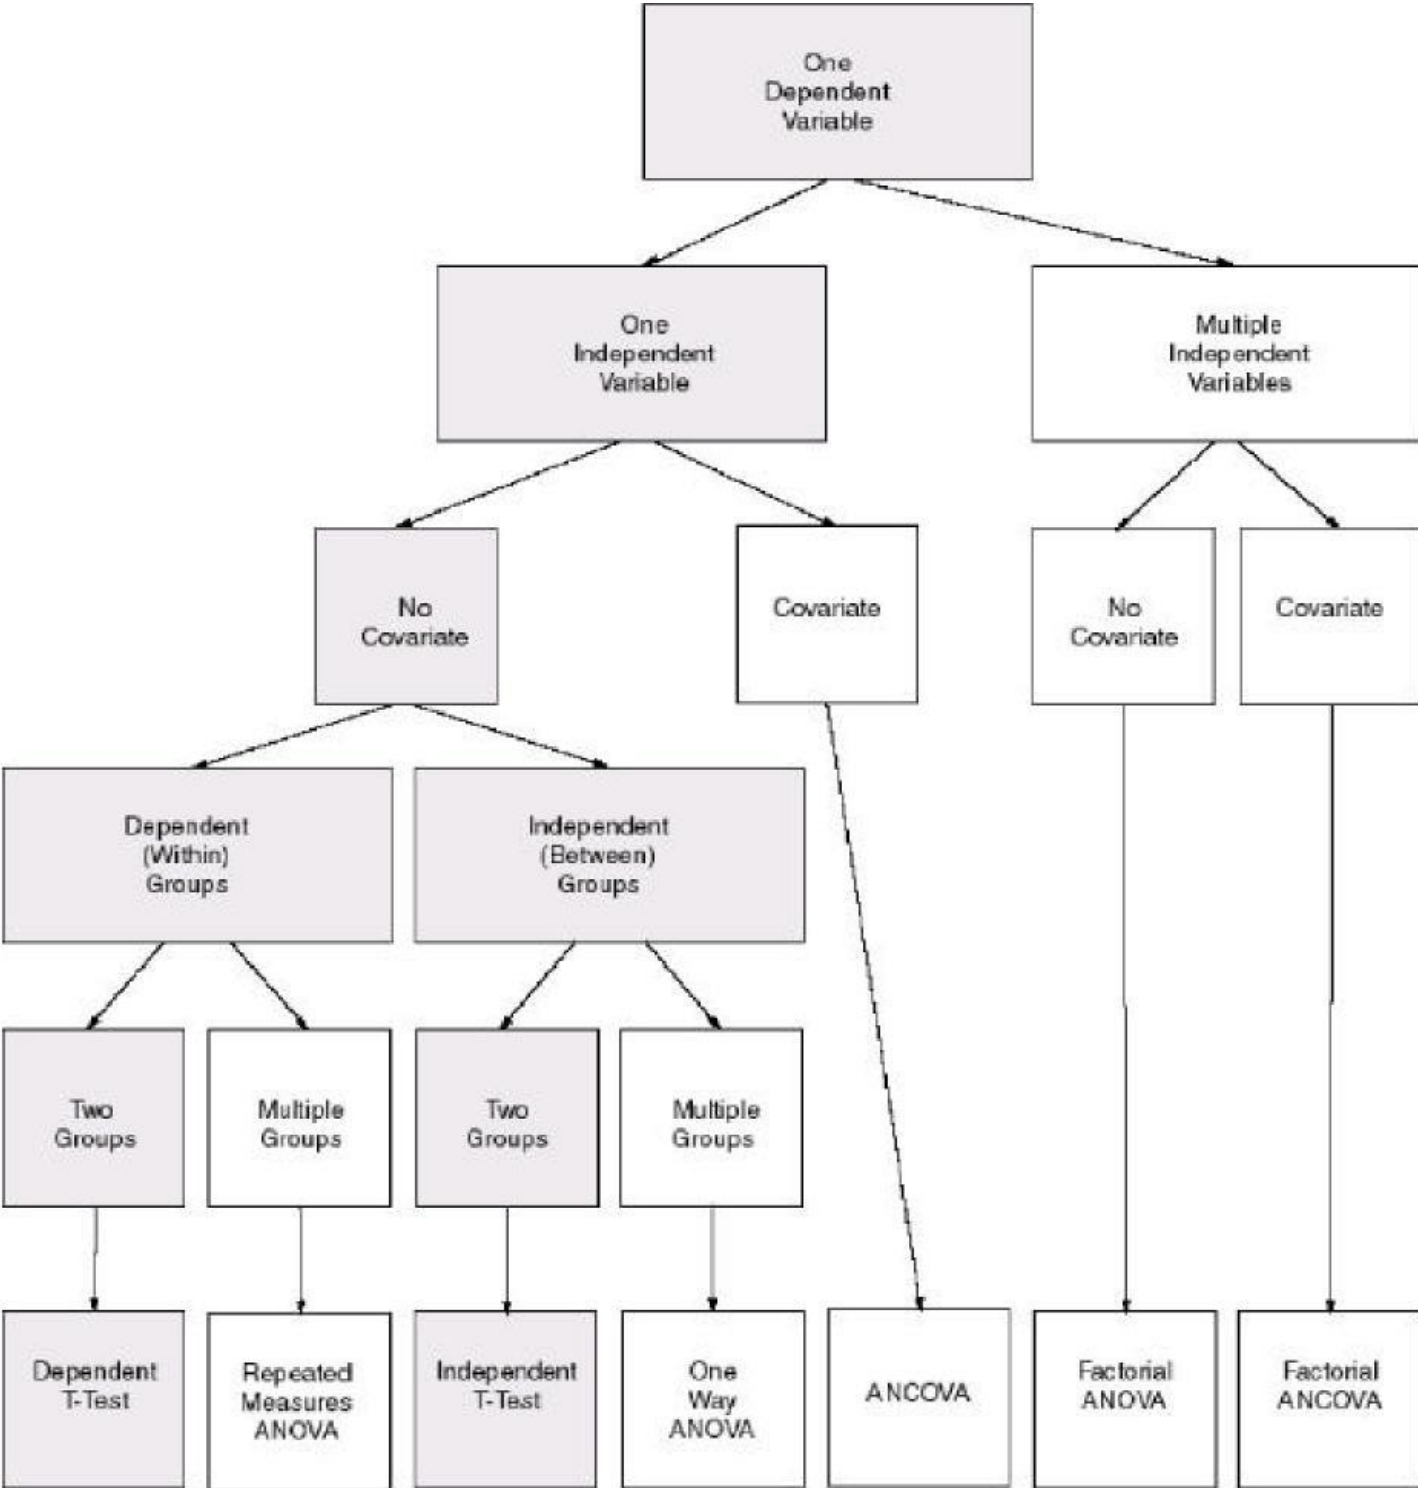 One
Dependent
Variable
One
Independent
Variable
Multiple
Independent
Variables
No
Covariate
Covariate
No
Covariate
Covariate
Dependent
(Within)
Groups
Independent
(Between)
Groups
Two
Groups
Multiple
Groups
Two
Groups
Multiple
Groups
Dependent
T-Test
Repeated
Measures
ANOVA
Independent
T-Test
One
Way
ANOVA
ANCOVA
Factorial
ANOVA
Factorial
ANCOVA